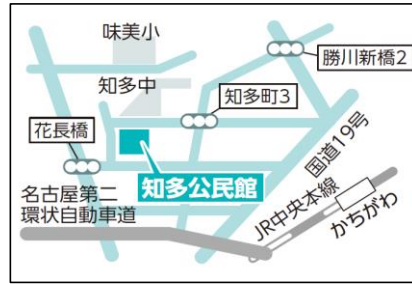 味美小
勝川新橋2
知多中
知多町3
花長橋
国道19号
知多公民館
名古屋第二
環状自動車道
JR中央本線
かちがわ